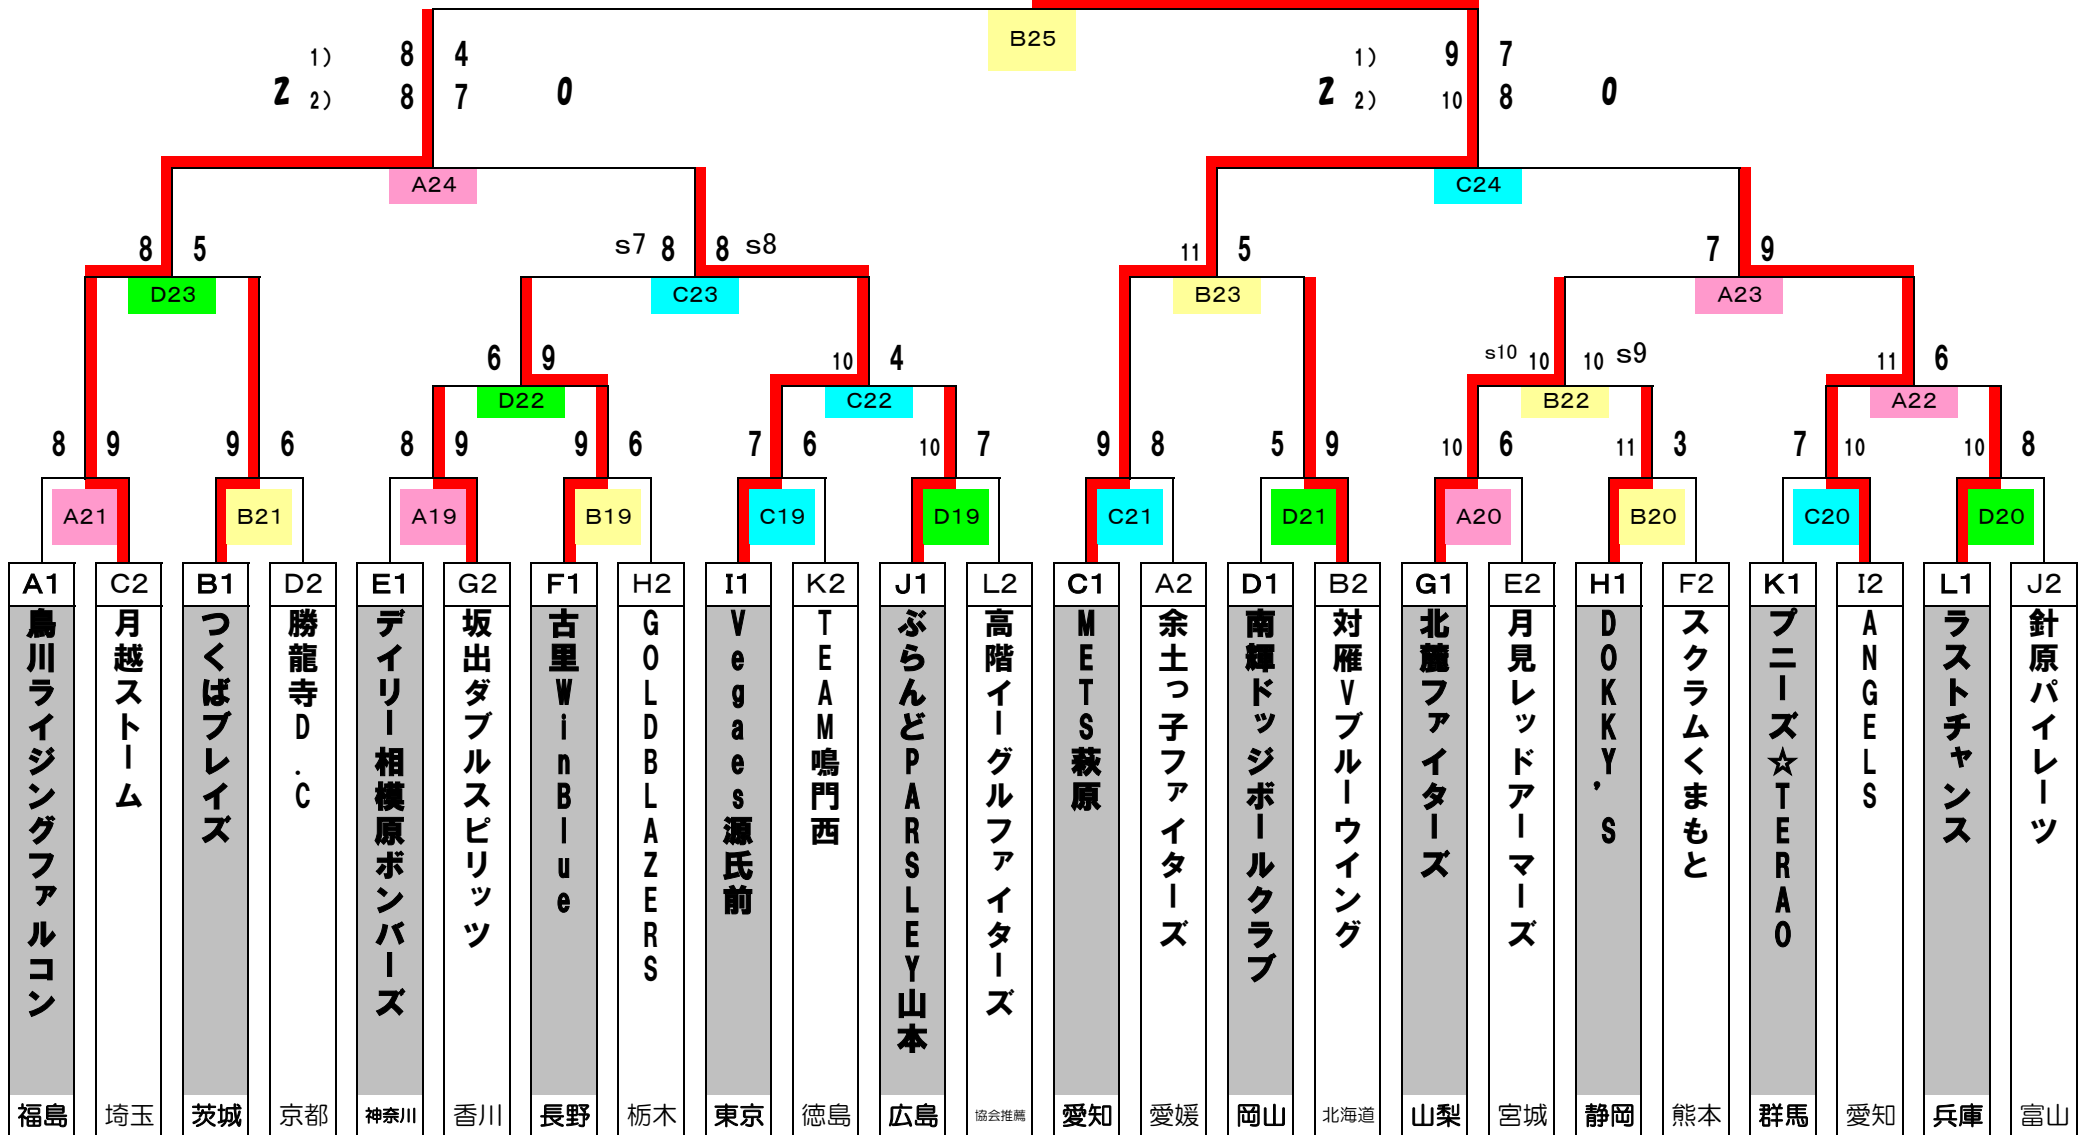 B25
1) 8 4
2 2) 8 7 0
1) 9 7
2 2) 10 8 0
A24
C24
8 5
s7 8 8 s8
11 5
7 9
D23
C23
B23
A23
6 9
10 4
s10 10 10 s9
11 6
D22
C22
B22
A22
8 9
9 6
8 9
9 6
7 6
10 7
9 8
5 9
10 6
11 3
7 10
10 8
A21
B21
A19
B19
C19
D19
C21
D21
A20
B20
C20
D20
A1
鳥川ライジングファルコン
福島
C2
月越ストーム
埼玉
B1
つくばブレイズ
茨城
D2
勝龍寺D.C
京都
E1
デイリー相模原ボンバーズ
神奈川
G2
坂出ダブルスピリッツ
香川
F1
古里WinBlue
長野
H2
GOLDBLAZERS
栃木
I1
Vegaes源氏前
東京
K2
TEAM鳴門西
徳島
J1
ぶらんどPARSLEY山本
広島
L2
高階イーグルファイターズ
協会推薦
C1
METS萩原
愛知
A2
余土っ子ファイターズ
愛媛
D1
南輝ドッジボールクラブ
岡山
B2
対雁Vブルーウイング
北海道
G1
北麓ファイターズ
山梨
E2
月見レッドアーマーズ
宮城
H1
DOKKY'S
静岡
F2
スクラムくまもと
熊本
K1
プニーズ☆TERAO
群馬
I2
ANGELS
愛知
L1
ラストチャンス
兵庫
J2
針原パイレーツ
富山